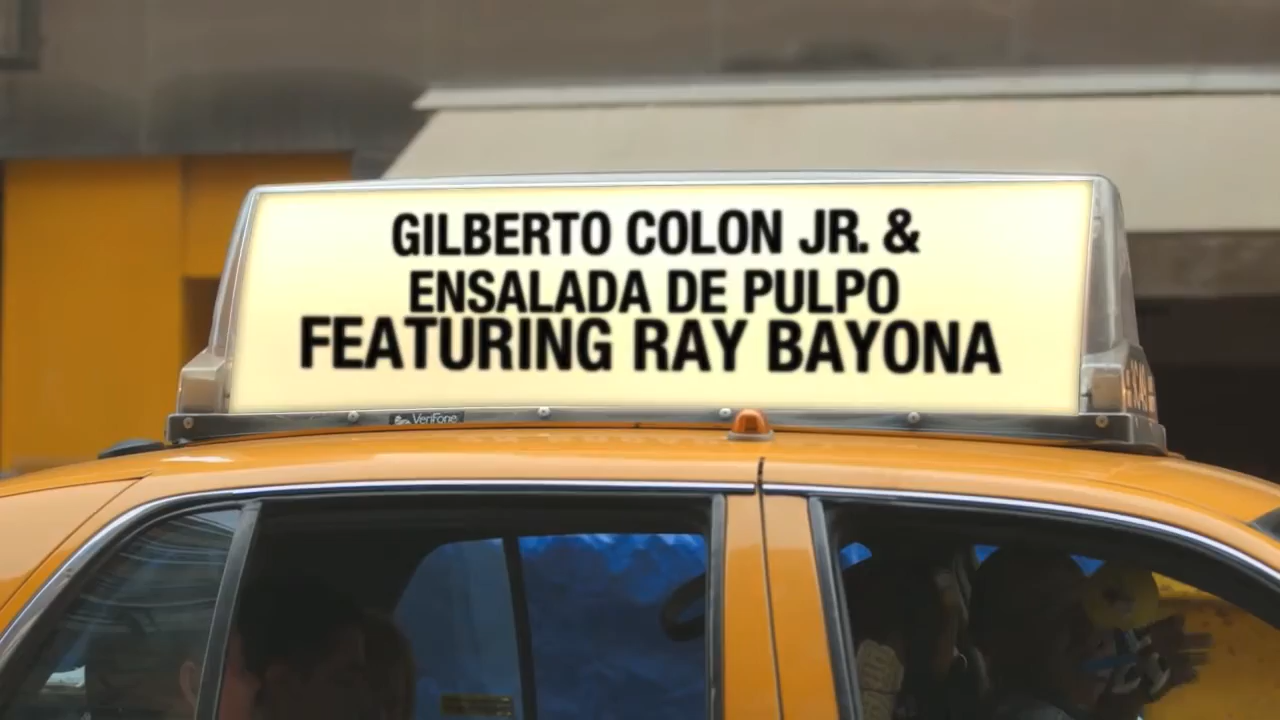 GILBERTO COLON JR. &
ENSALADA DE PULPO
FEATURING RAY BAYONA
VeriFone